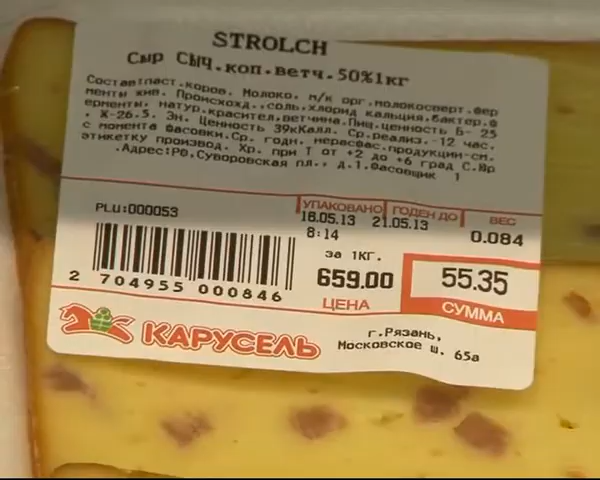 STROLCH
Сыр СЫЧ.коп.ветч.50%1кг
Состав:паст.коров. Молоко, м/к орг.молокосверт.фер
менты жив. Происхожд.,соль,хлорид кальция,бактер.ф
ерменты, натур.красител,ветчина.Пищ.ценность Б- 25
, Ж-26.5. Эн. Ценность 39кКалл. Ср.реализ.-12 час.
с момента фасовки.Ср. годн. нерасфас.продукции-см.
этикетку производ. Хр. при Т от +2 до +6 град С.Юр
.Адрес:РФ,Суворовская пл., д.1.Фасовщик 1
PLU:000053
УПАКОВАНО ГОДЕН ДО ВЕС
18.05.13 21.05.13 0.084
8:14
за 1КГ.
659.00 55.35
ЦЕНА СУММА
2 704955 000846
КАРУСЕЛЬ
г.Рязань,
Московское ш. 65а